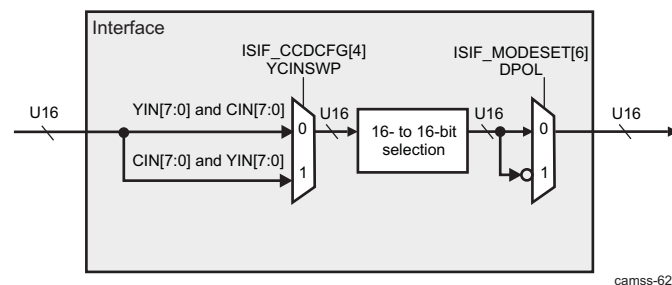 Interface
ISIF_CCDCFG[4]
YCINSWP
ISIF_MODESET[6]
DPOL
U16
YIN[7:0] and CIN[7:0]
U16
U16
U16
0
16- to 16-bit
selection
0
CIN[7:0] and YIN[7:0]
1
1
camss-62